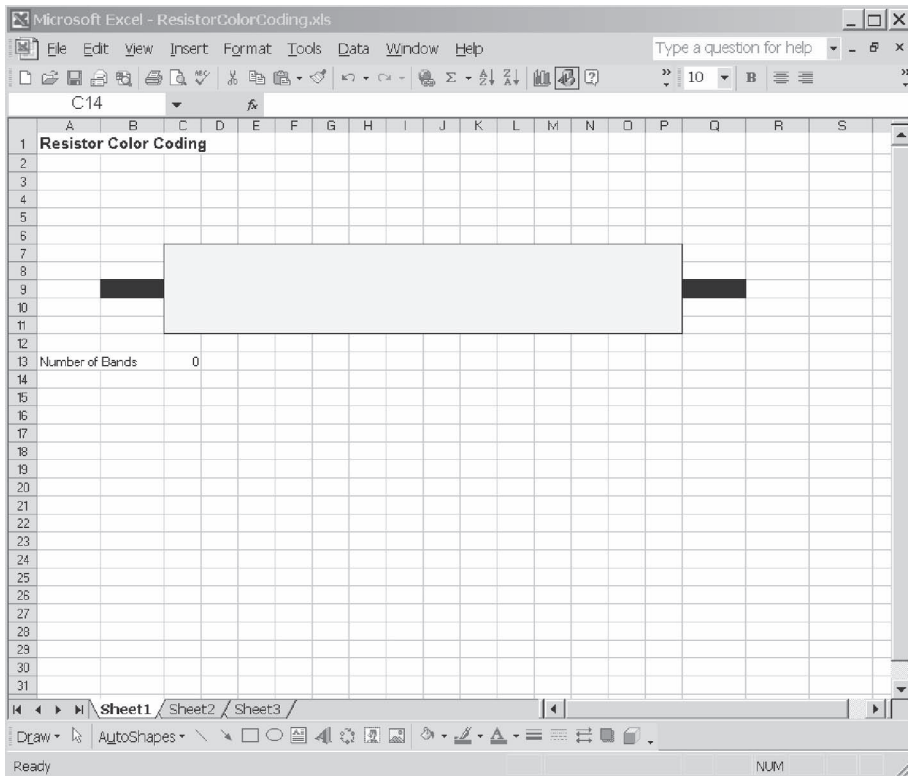 Microsoft Excel - ResistorColorCoding.xls
File Edit View Insert Format Tools Data Window Help Type a question for help
10 B
C14 fx
A B C D E F G H I J K L M N O P Q R S
1 Resistor Color Coding
2
3
4
5
6
7
8
9
10
11
12
13 Number of Bands 0
14
15
16
17
18
19
20
21
22
23
24
25
26
27
28
29
30
31
Sheet1 Sheet2 Sheet3
Draw AutoShapes
Ready NUM